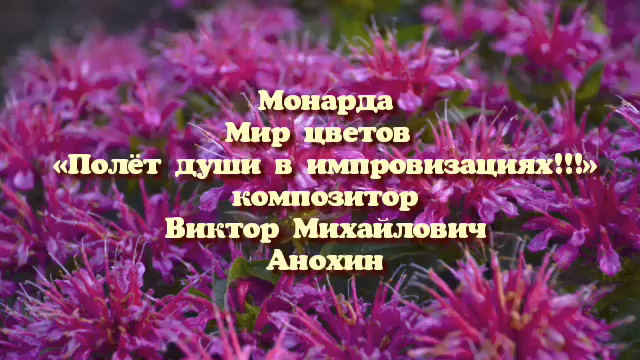 Монарда
Мир цветов
«Полёт души в импровизациях!!!»
композитор
Виктор Михайлович
Анохин